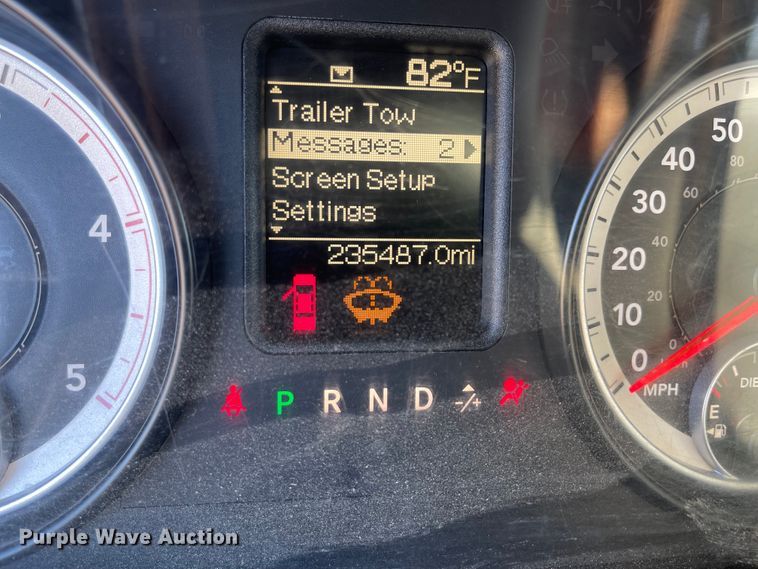 82°F
Trailer Tow
Messages: 2
Screen Setup
Settings
235487.0mi
4
5
P R N D -/+
50
40
30
20
10
0
MPH
80
60
40
20
DIE
E
Purple Wave Auction